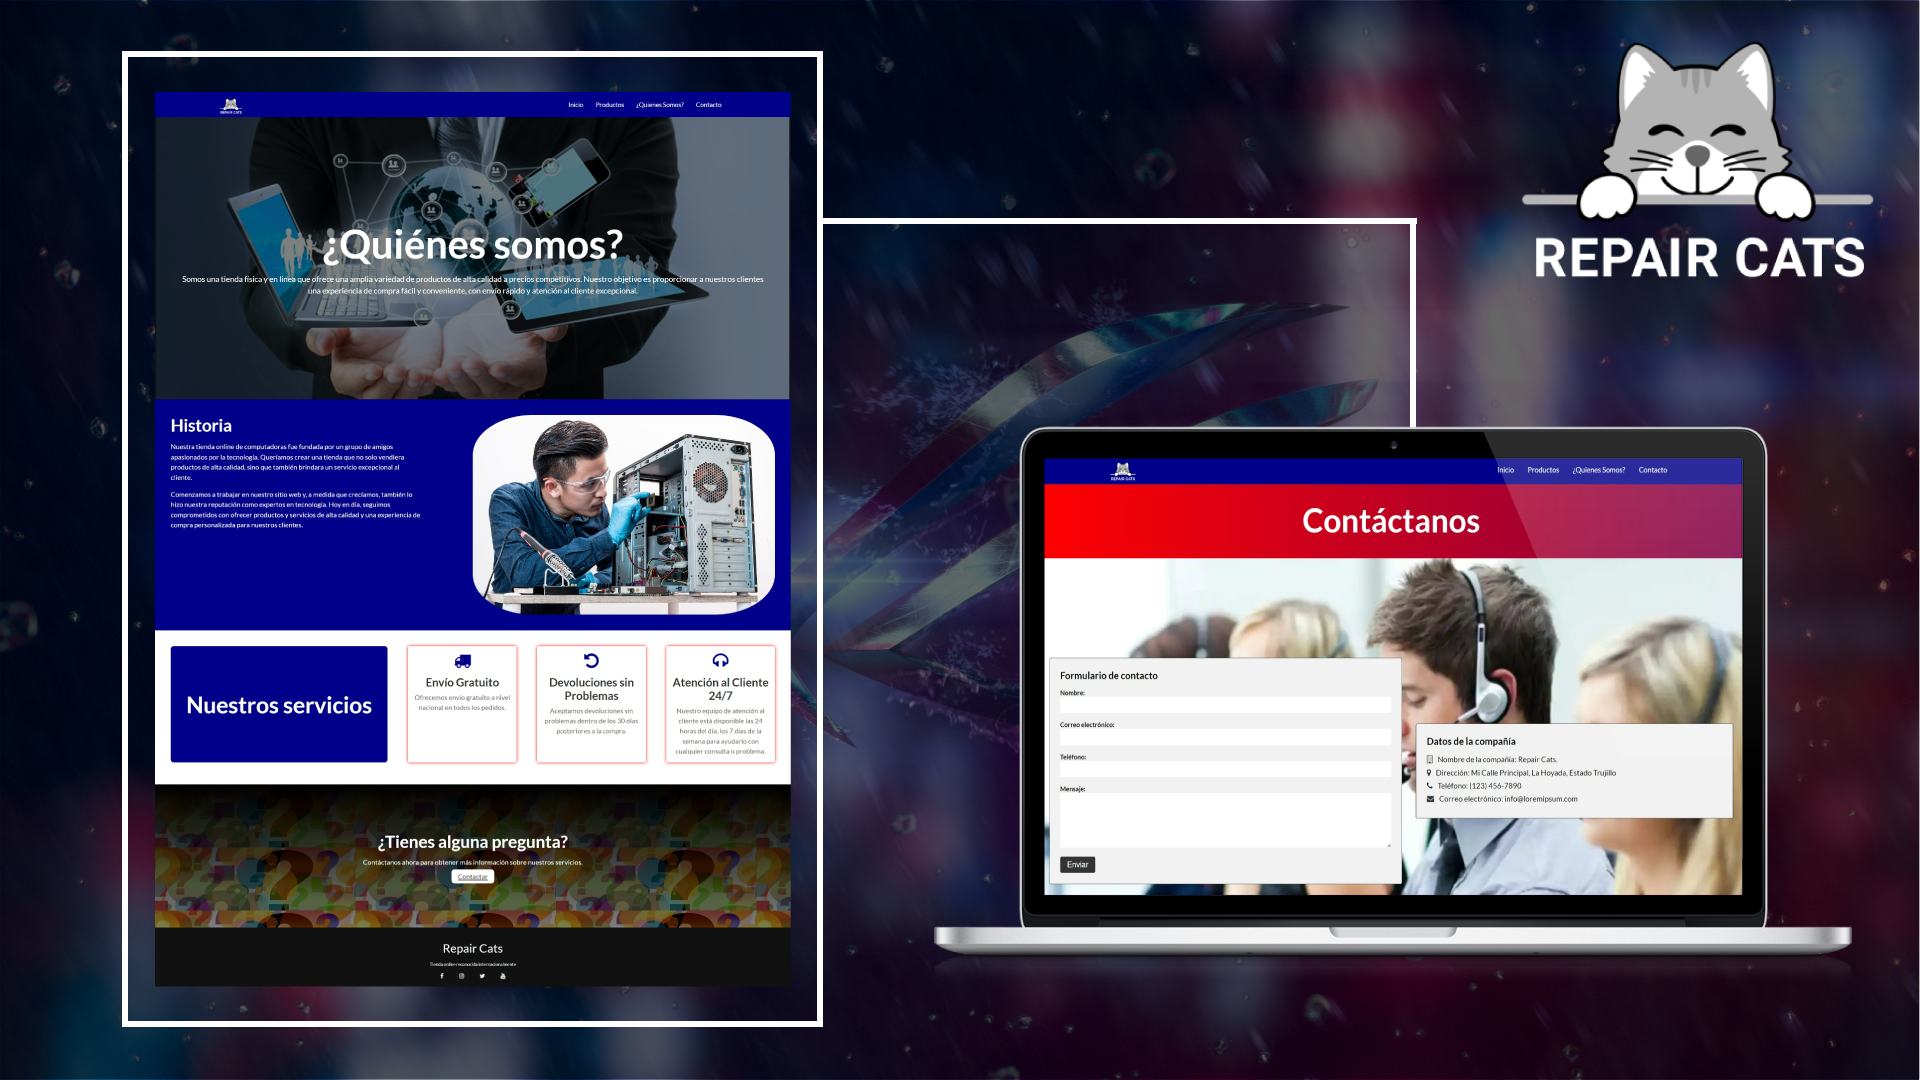 REPAIR CATS
Inicio Productos ¿Quienes Somos? Contacto
¿Quiénes somos?
Somos una tienda física y en línea que ofrece una amplia variedad de productos de alta calidad a precios competitivos. Nuestro objetivo es proporcionar a nuestros clientes
una experiencia de compra fácil y conveniente, con envío rápido y atención al cliente excepcional.
Historia
Nuestra tienda online de computadoras fue fundada por un grupo de amigos
apasionados por la tecnología. Queríamos crear una tienda que no solo vendiera
productos de alta calidad, sino que también brindara un servicio excepcional al
cliente.
Comenzamos a trabajar en nuestro sitio web y, a medida que crecíamos, también lo
hizo nuestra reputación como expertos en tecnología. Hoy en día, seguimos
comprometidos con ofrecer productos y servicios de alta calidad y una experiencia de
compra personalizada para nuestros clientes.
Nuestros servicios
Envío Gratuito
Ofrecemos envío gratuito a nivel
nacional en todos los pedidos.
Devoluciones sin
Problemas
Aceptamos devoluciones sin
problemas dentro de los 30 días
posteriores a la compra.
Atención al Cliente
24/7
Nuestro equipo de atención al
cliente está disponible las 24
horas del día, los 7 días de la
semana para ayudarlo con
cualquier consulta o problema.
¿Tienes alguna pregunta?
Contáctanos ahora para obtener más información sobre nuestros servicios.
Contactar
Repair Cats
Tienda online reconocida internacionalmente
REPAIR CATS
REPAIR CATS
Inicio Productos ¿Quienes Somos? Contacto
Contáctanos
Formulario de contacto
Nombre:
Correo electrónico:
Teléfono:
Mensaje:
Enviar
Datos de la compañía
Nombre de la compañía: Repair Cats.
Dirección: Mi Calle Principal, La Hoyada, Estado Trujillo
Teléfono: (123) 456-7890
Correo electrónico: info@loremipsum.com